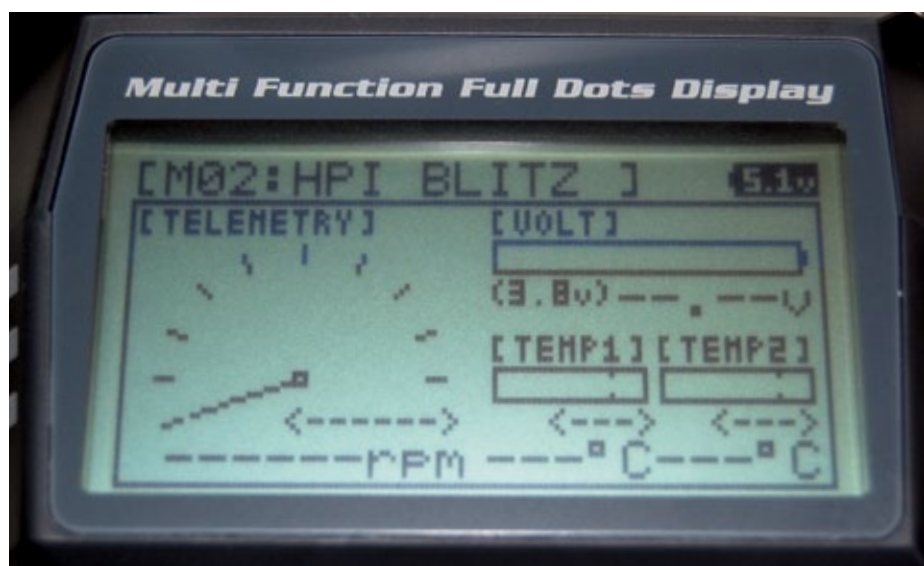 Multi Function Full Dots Display
[M02:HPI BLITZ ] 5.1v
[TELEMETRY] [VOLT]
(3.8v)--.--v
[TEMP1] [TEMP2]
<------> <---> <--->
------rpm ---°C ---°C